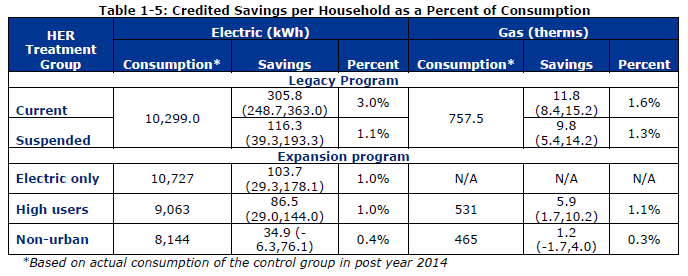 Table 1-5: Credited Savings per Household as a Percent of Consumption
HER Treatment Group Electric (kWh) Gas (therms)
Consumption* Savings Percent Consumption* Savings Percent
Legacy Program
Current 10,299.0 305.8 (248.7,363.0) 3.0% 757.5 11.8 (8.4,15.2) 1.6%
Suspended 116.3 (39.3,193.3) 1.1% 9.8 (5.4,14.2) 1.3%
Expansion program
Electric only 10,727 103.7 (29.3,178.1) 1.0% N/A N/A N/A
High users 9,063 86.5 (29.0,144.0) 1.0% 531 5.9 (1.7,10.2) 1.1%
Non-urban 8,144 34.9 (-6.3,76.1) 0.4% 465 1.2 (-1.7,4.0) 0.3%
*Based on actual consumption of the control group in post year 2014